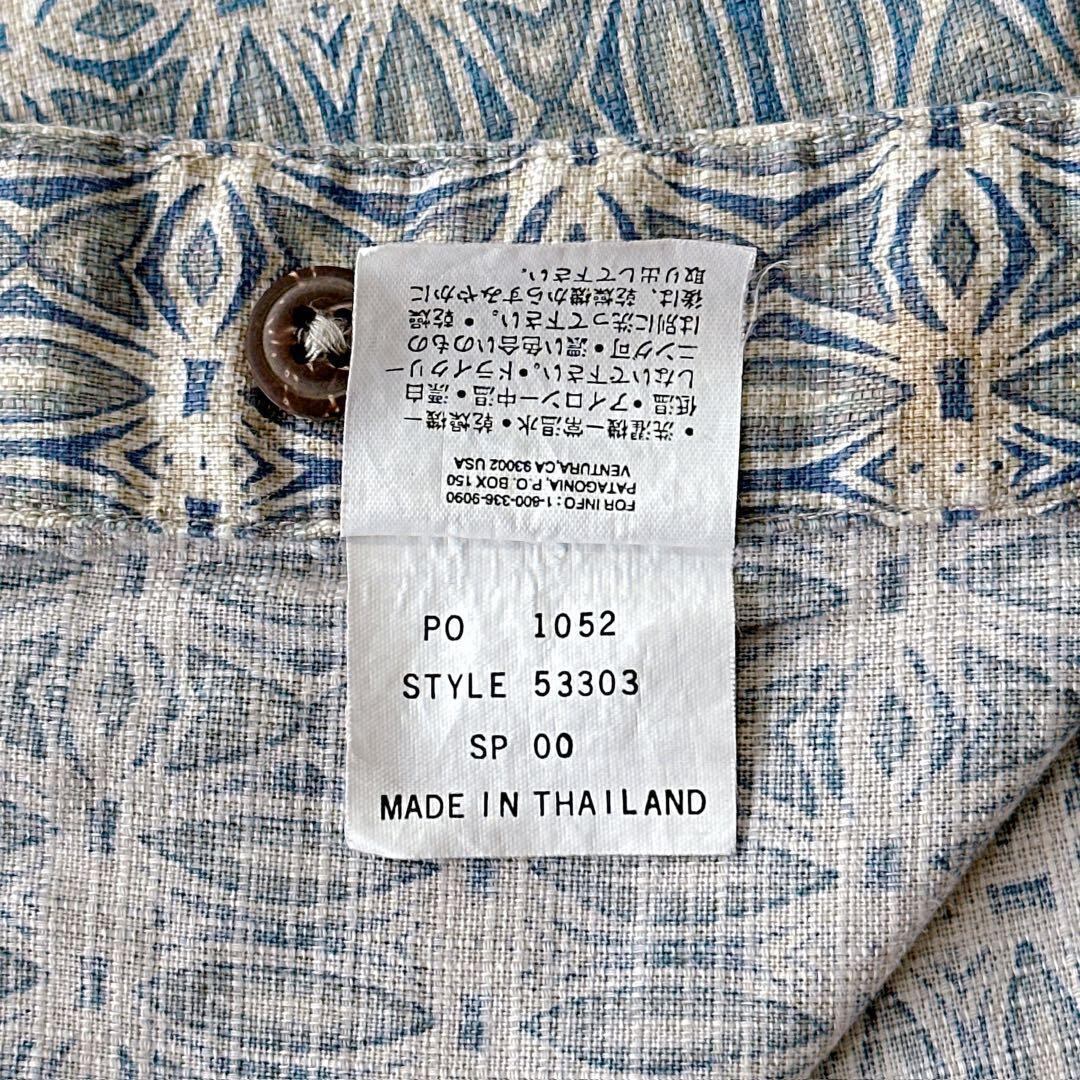 • 洗濯機ー常温水 • 乾燥機ー
低温 • アイロンー中温 • 漂白
しないで下さい。• ドライクリー
ニング可 • 濃い色合いのもの
は別に洗って下さい。 • 乾燥
後は、乾燥機からすみやかに
取り出して下さい。
FOR INFO: 1-800-336-9090
PATAGONIA, P.O. BOX 150
VENTURA, CA 93002 USA
PO 1052
STYLE 53303
SP 00
MADE IN THAILAND